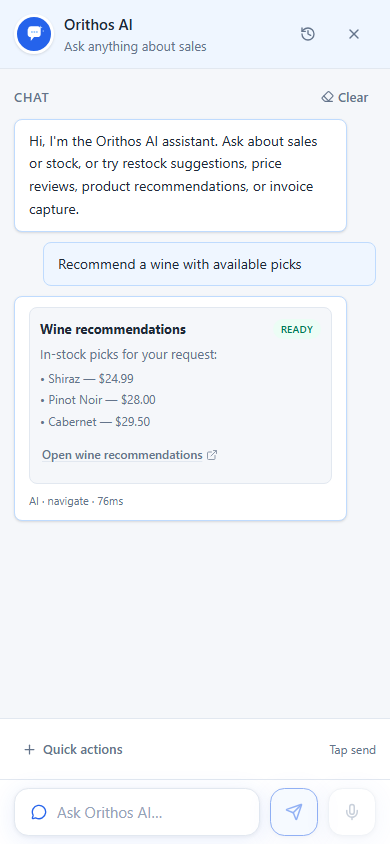 Orithos AI
Ask anything about sales
CHAT
Clear
Hi, I'm the Orithos AI assistant. Ask about sales
or stock, or try restock suggestions, price
reviews, product recommendations, or invoice
capture.
Recommend a wine with available picks
Wine recommendations
READY
In-stock picks for your request:
• Shiraz — $24.99
• Pinot Noir — $28.00
• Cabernet — $29.50
Open wine recommendations
AI · navigate · 76ms
Quick actions
Tap send
Ask Orithos AI...